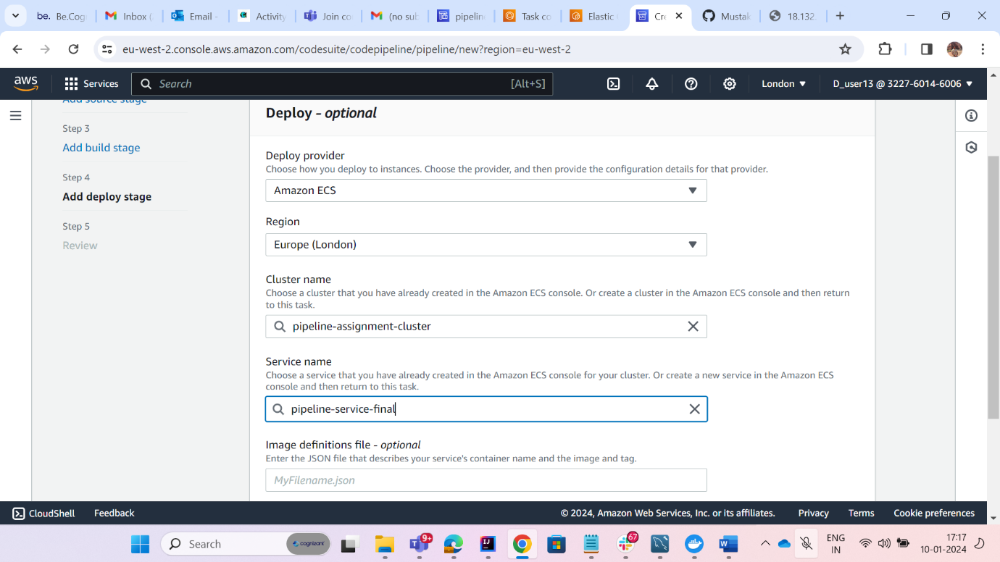 be. Be.Cog
Inbox (
Email -
Activity
Join co
(no sub
pipelin
Task co
Elastic
Cre
Mustak
18.132.
eu-west-2.console.aws.amazon.com/codesuite/codepipeline/pipeline/new?region=eu-west-2
aws
Services
Search
[Alt+S]
London
D_user13 @ 3227-6014-6006
Add source stage
Step 3
Add build stage
Step 4
Add deploy stage
Step 5
Review
Deploy - optional
Deploy provider
Choose how you deploy to instances. Choose the provider, and then provide the configuration details for that provider.
Amazon ECS
Region
Europe (London)
Cluster name
Choose a cluster that you have already created in the Amazon ECS console. Or create a cluster in the Amazon ECS console and then return
to this task.
pipeline-assignment-cluster
Service name
Choose a service that you have already created in the Amazon ECS console for your cluster. Or create a new service in the Amazon ECS
console and then return to this task.
pipeline-service-final
Image definitions file - optional
Enter the JSON file that describes your service's container name and the image and tag.
MyFilename.json
CloudShell
Feedback
© 2024, Amazon Web Services, Inc. or its affiliates.
Privacy
Terms
Cookie preferences
Search
cognizant
9+
67
ENG
IN
17:17
10-01-2024